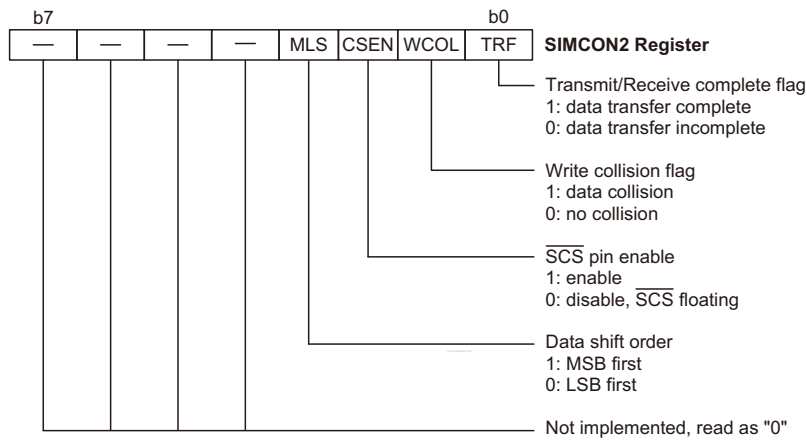 b7 b0
— — — — MLS CSEN WCOL TRF SIMCON2 Register
Transmit/Receive complete flag
1: data transfer complete
0: data transfer incomplete
Write collision flag
1: data collision
0: no collision
S̅C̅S̅ pin enable
1: enable
0: disable, S̅C̅S̅ floating
Data shift order
1: MSB first
0: LSB first
Not implemented, read as "0"